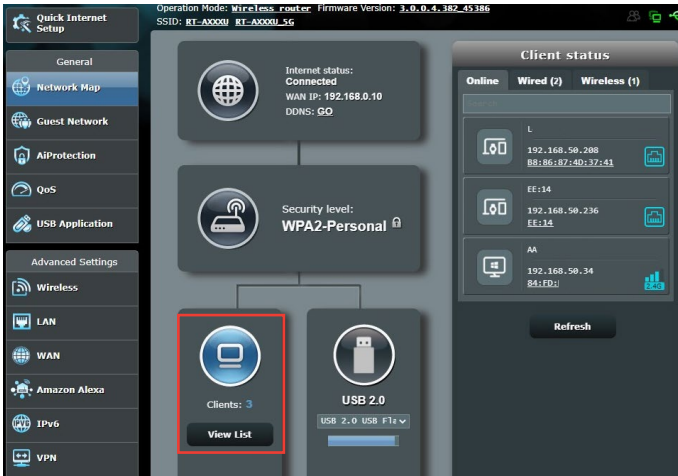 Operation Mode: Wireless router Firmware Version: 3.0.0.4.382_45386
SSID: RT-AXXXU RT-AXXXU_5G
Quick Internet
Setup
General
Network Map
Guest Network
AiProtection
QoS
USB Application
Advanced Settings
Wireless
LAN
WAN
Amazon Alexa
IPv6
VPN
Internet status:
Connected
WAN IP: 192.168.0.10
DDNS: GO
Security level:
WPA2-Personal
Clients: 3
View List
USB 2.0
USB 2.0 USB Fla
Client status
Online Wired (2) Wireless (1)
L
192.168.50.208
B8:86:87:4D:37:41
EE:14
192.168.50.236
EE:14
AA
192.168.50.34
84:FD:
2.4G
Refresh